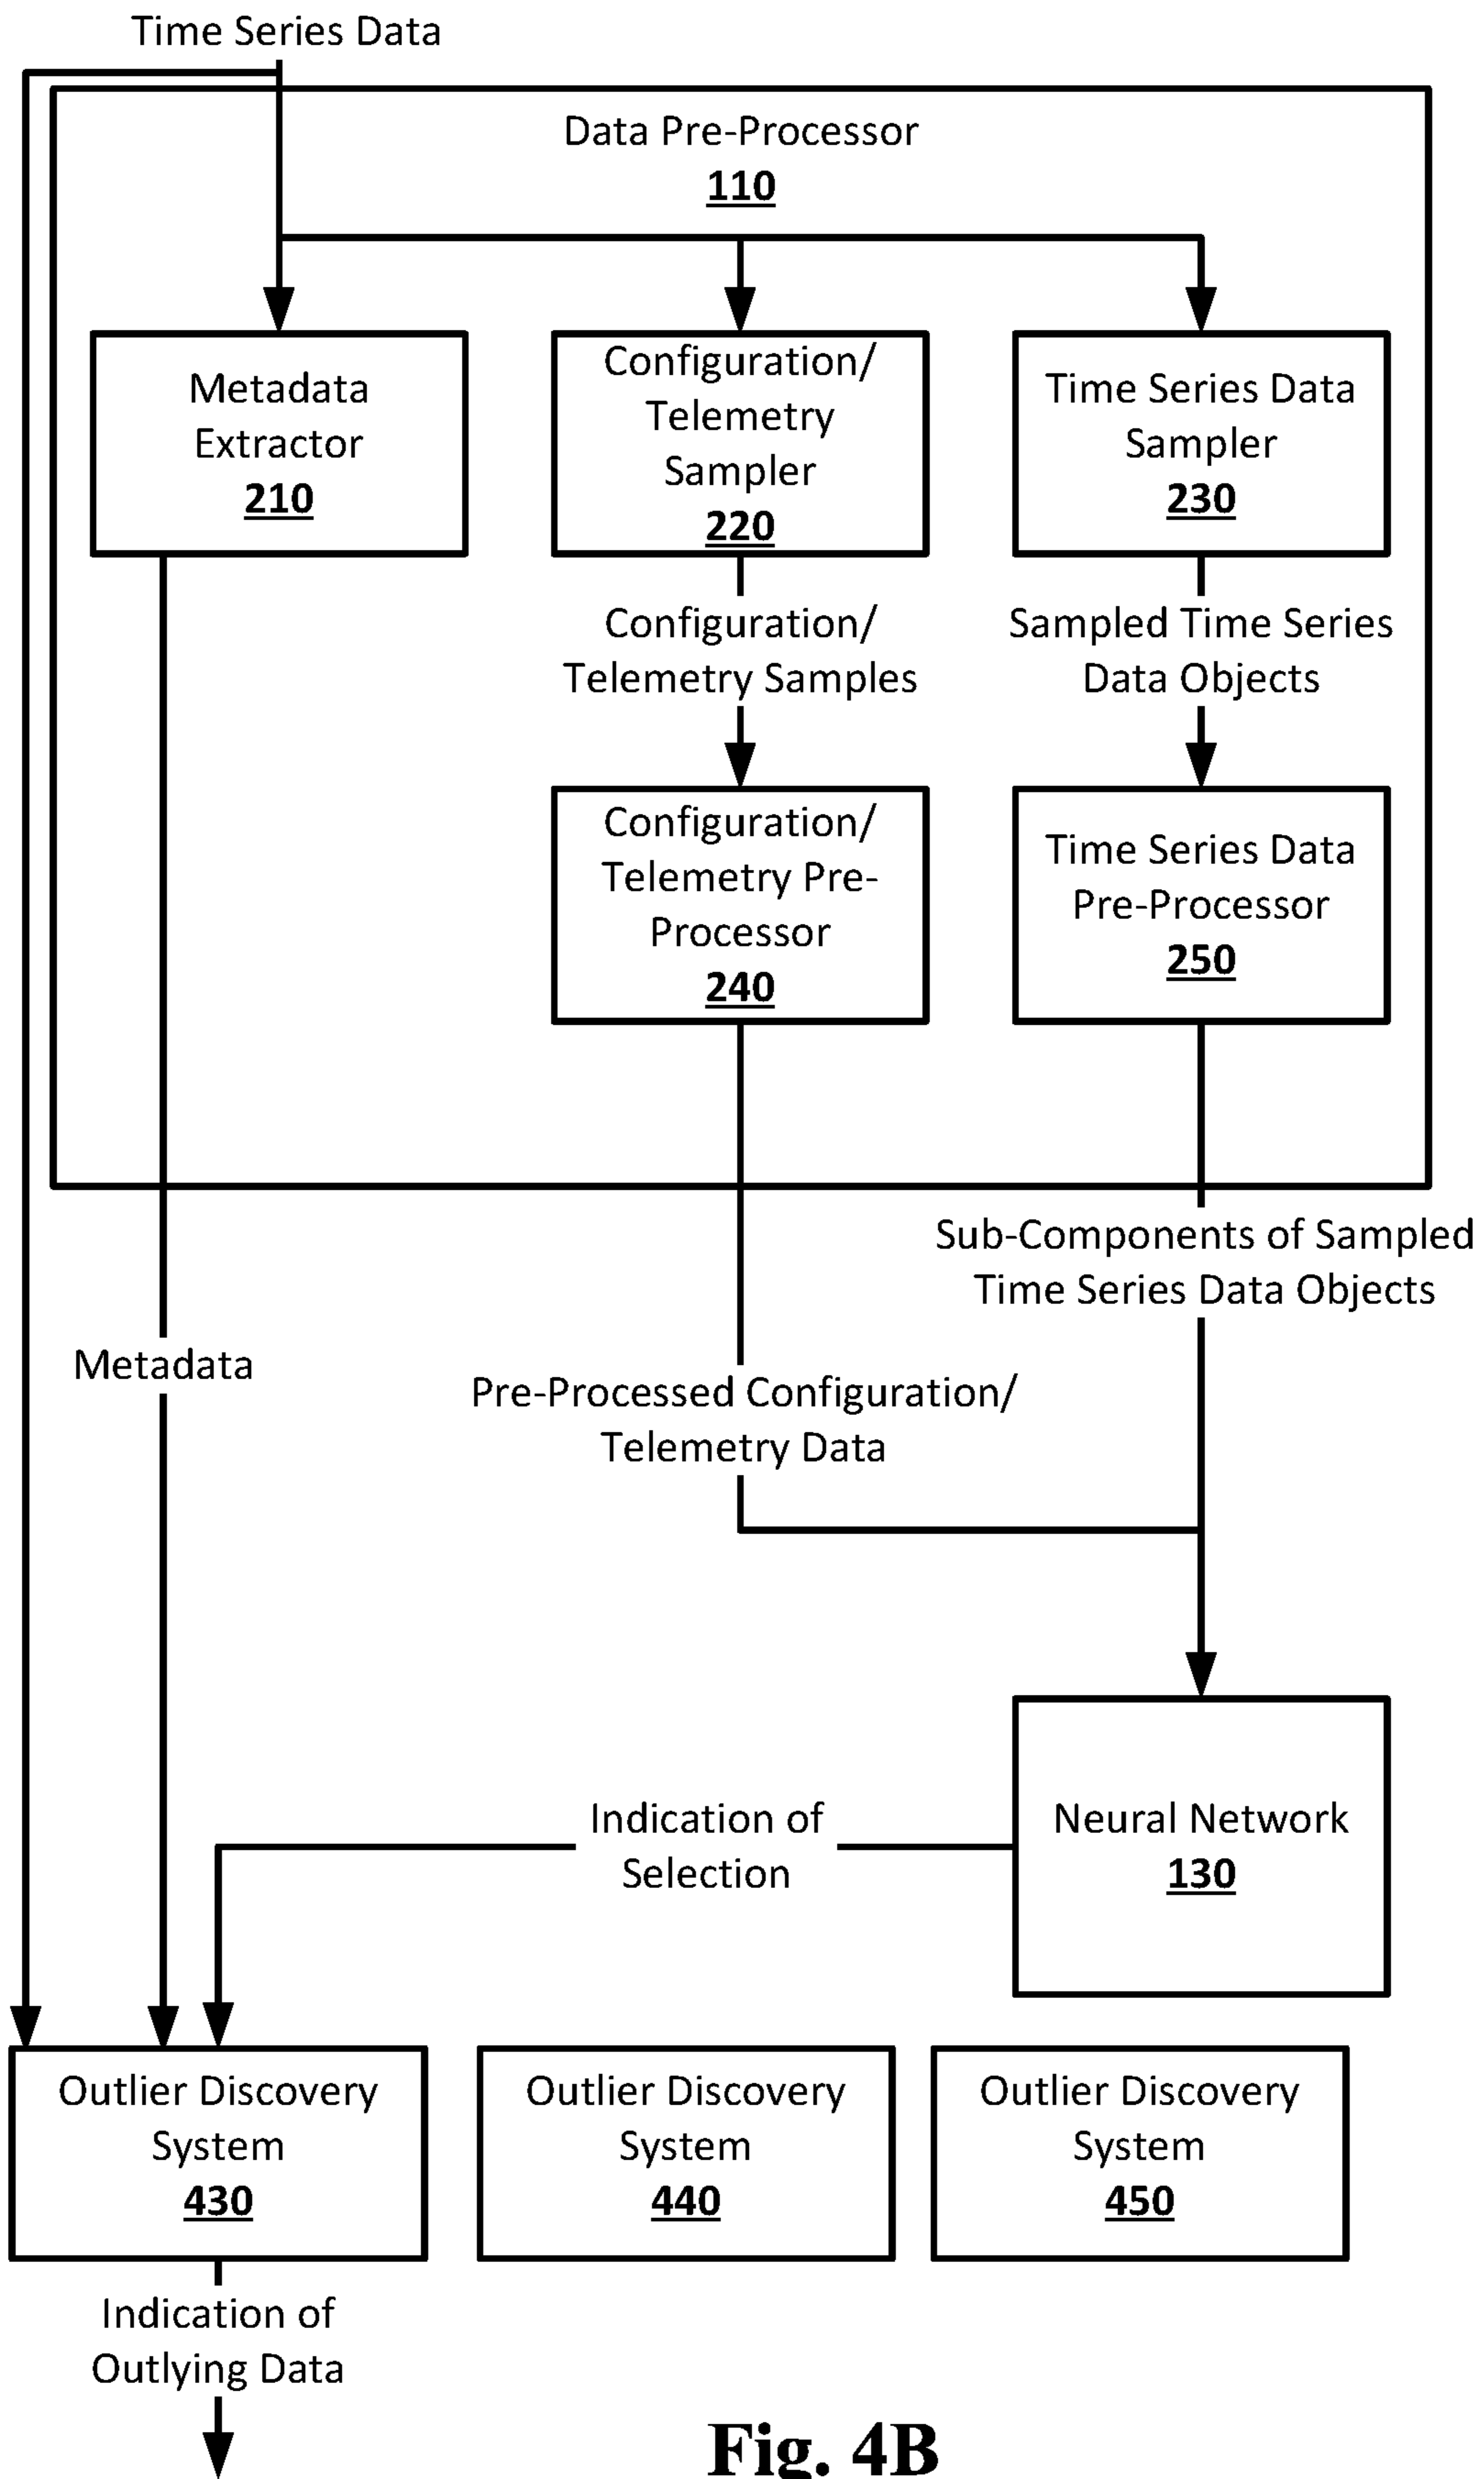 Time Series Data
Data Pre-Processor
110
Metadata
Extractor
210
Configuration/
Telemetry
Sampler
220
Time Series Data
Sampler
230
Configuration/
Telemetry Samples
Sampled Time Series
Data Objects
Configuration/
Telemetry Pre-
Processor
240
Time Series Data
Pre-Processor
250
Sub-Components of Sampled
Time Series Data Objects
Metadata
Pre-Processed Configuration/
Telemetry Data
Indication of
Selection
Neural Network
130
Outlier Discovery
System
430
Outlier Discovery
System
440
Outlier Discovery
System
450
Indication of
Outlying Data
Fig. 4B